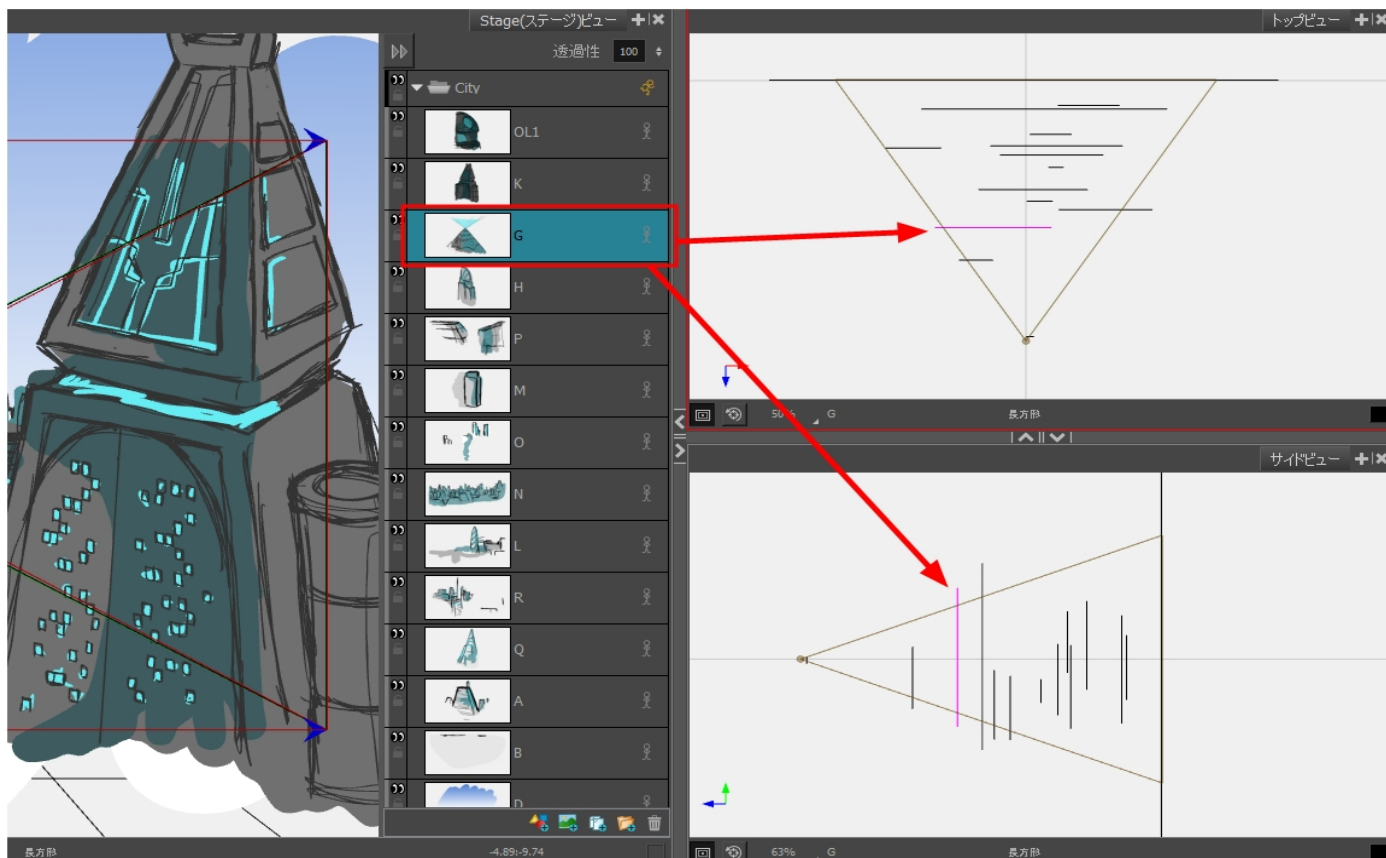 Stage(ステージ)ビュー
透過性 100
City
OL1
K
G
H
P
M
O
N
L
R
Q
A
B
D
長方形 -4.89:-9.74
トップビュー
50% G 長方形
サイドビュー
63% G 長方形